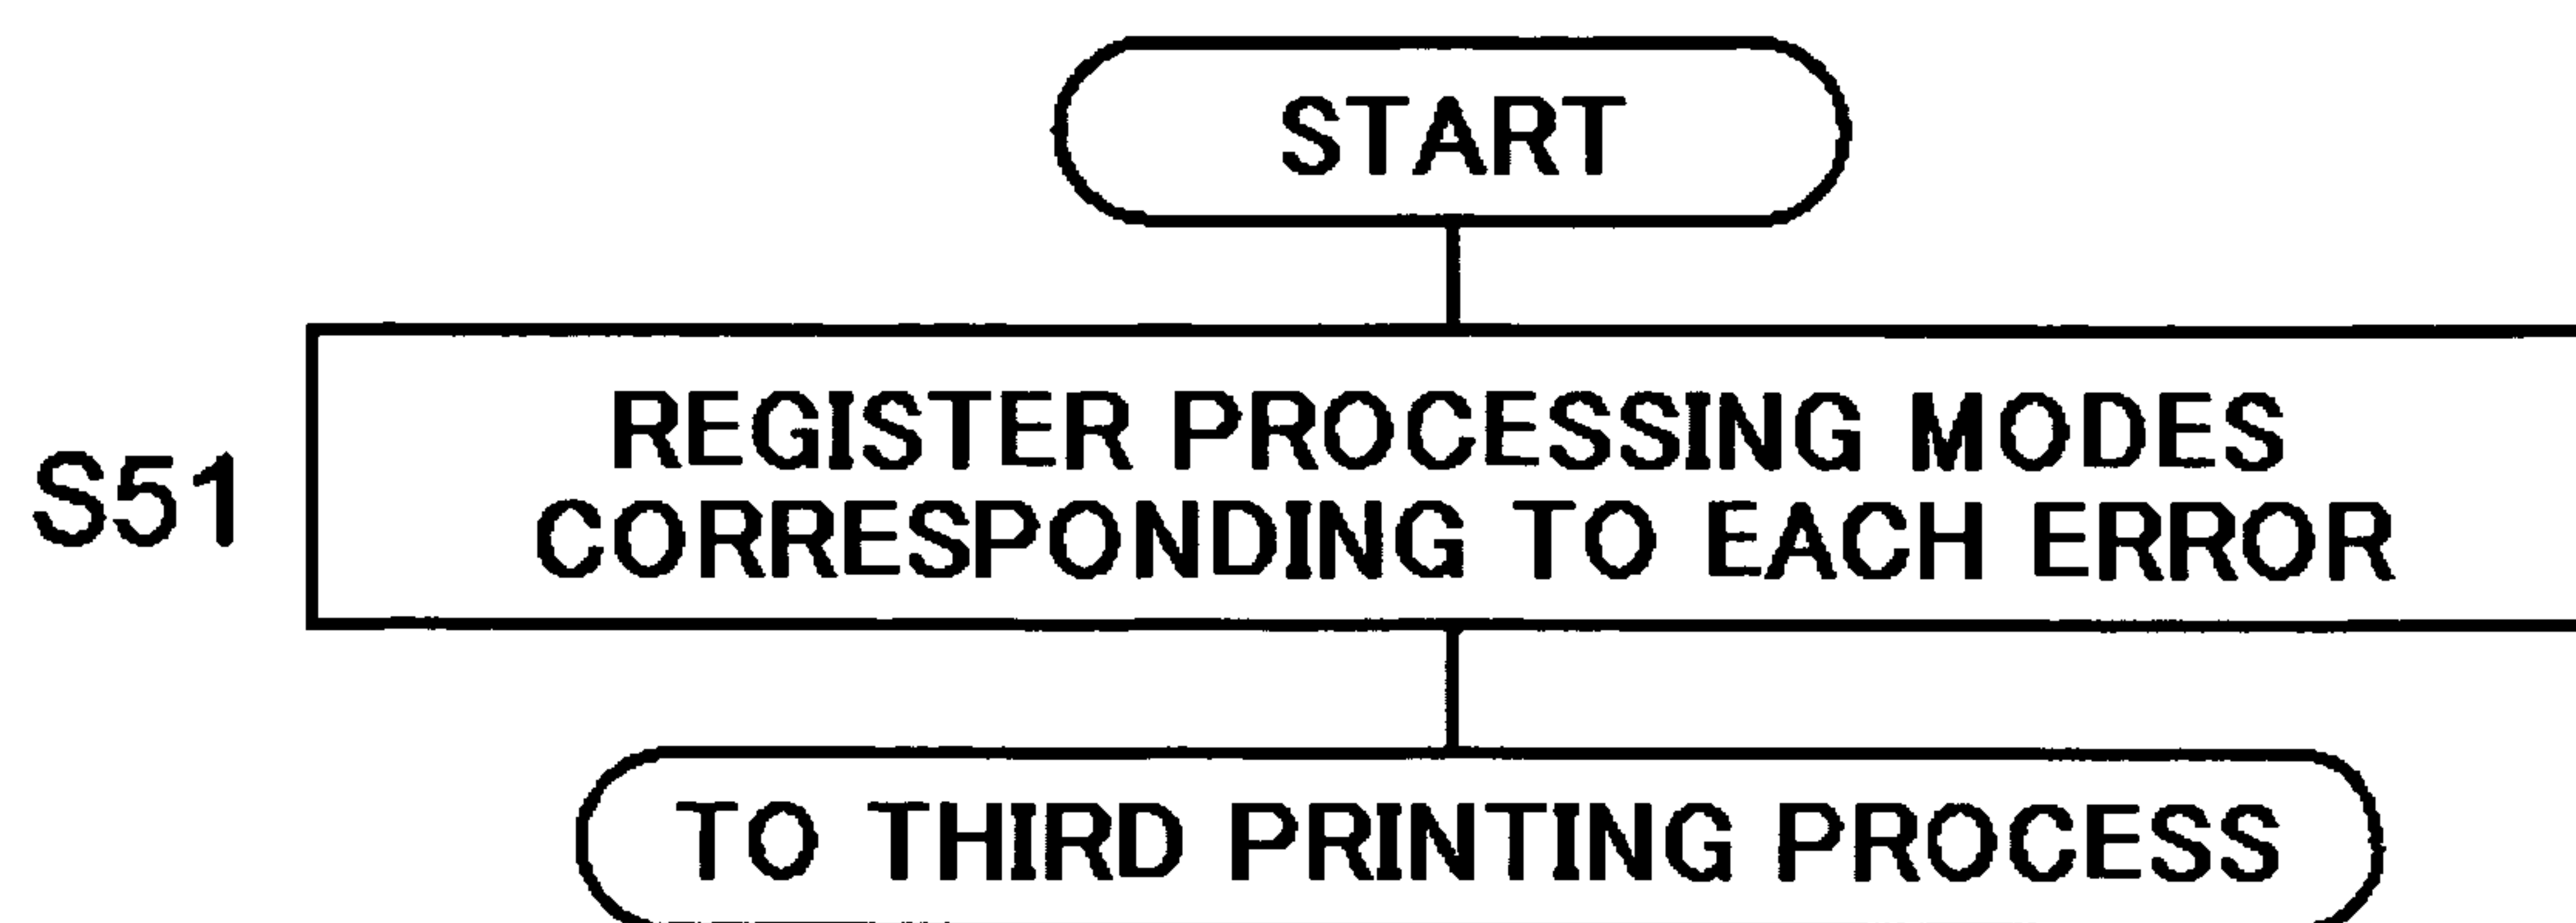 START
REGISTER PROCESSING MODES
S51
CORRESPONDING TO EACH ERROR
TO THIRD PRINTING PROCESS